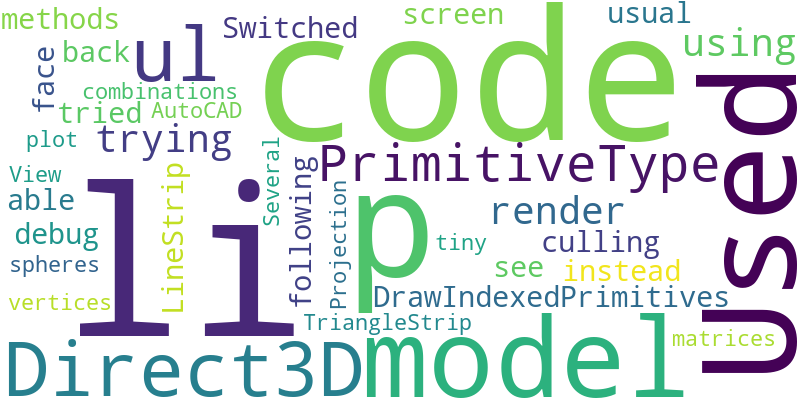 methods
Switched
screen
usual
back
ul
code
using
face
combinations
tried
AutoCAD
plot
trying
PrimitiveType
Used
View
able
li
LineStrip
Several
following
Projection
p
render
debug
tiny
culling
spheres
see
instead
vertices
DrawIndexedPrimitives
TriangleStrip
matrices
Direct3D
model